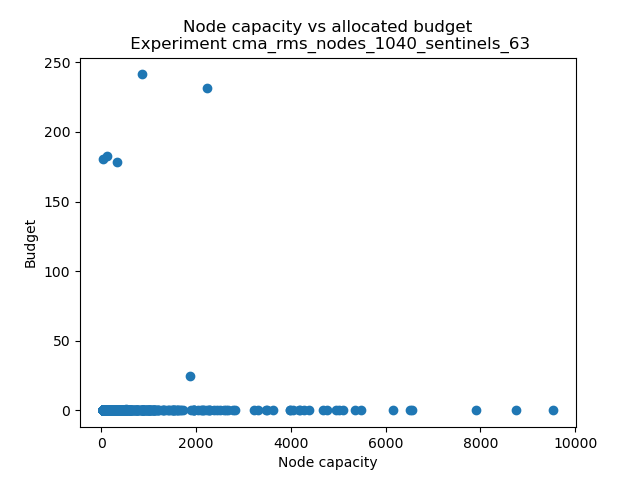 Node capacity vs allocated budget
Experiment cma_rms_nodes_1040_sentinels_63
250
200
150
100
50
0
Budget
0 2000 4000 6000 8000 10000
Node capacity